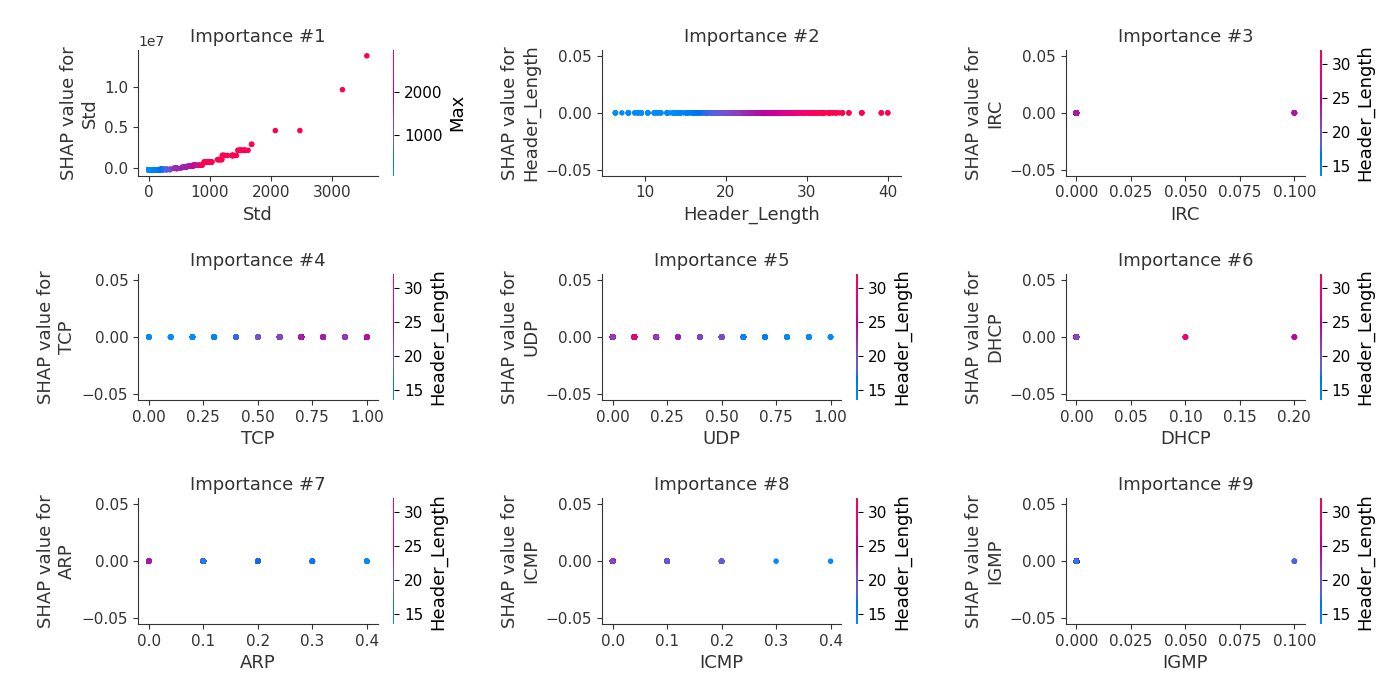 Importance #1
1e7
SHAP value for
Std
1.0
0.5
0.0
0
1000
2000
3000
Std
2000
1000
Max
Importance #2
SHAP value for
Header_Length
0.05
0.00
−0.05
10
20
30
40
Header_Length
Importance #3
SHAP value for
IRC
0.05
0.00
−0.05
0.000
0.025
0.050
0.075
0.100
IRC
30
25
20
15
Header_Length
Importance #4
SHAP value for
TCP
0.05
0.00
−0.05
0.00
0.25
0.50
0.75
1.00
TCP
30
25
20
15
Header_Length
Importance #5
SHAP value for
UDP
0.05
0.00
−0.05
0.00
0.25
0.50
0.75
1.00
UDP
30
25
20
15
Header_Length
Importance #6
SHAP value for
DHCP
0.05
0.00
−0.05
0.00
0.05
0.10
0.15
0.20
DHCP
30
25
20
15
Header_Length
Importance #7
SHAP value for
ARP
0.05
0.00
−0.05
0.0
0.1
0.2
0.3
0.4
ARP
30
25
20
15
Header_Length
Importance #8
SHAP value for
ICMP
0.05
0.00
−0.05
0.0
0.1
0.2
0.3
0.4
ICMP
30
25
20
15
Header_Length
Importance #9
SHAP value for
IGMP
0.05
0.00
−0.05
0.000
0.025
0.050
0.075
0.100
IGMP
30
25
20
15
Header_Length